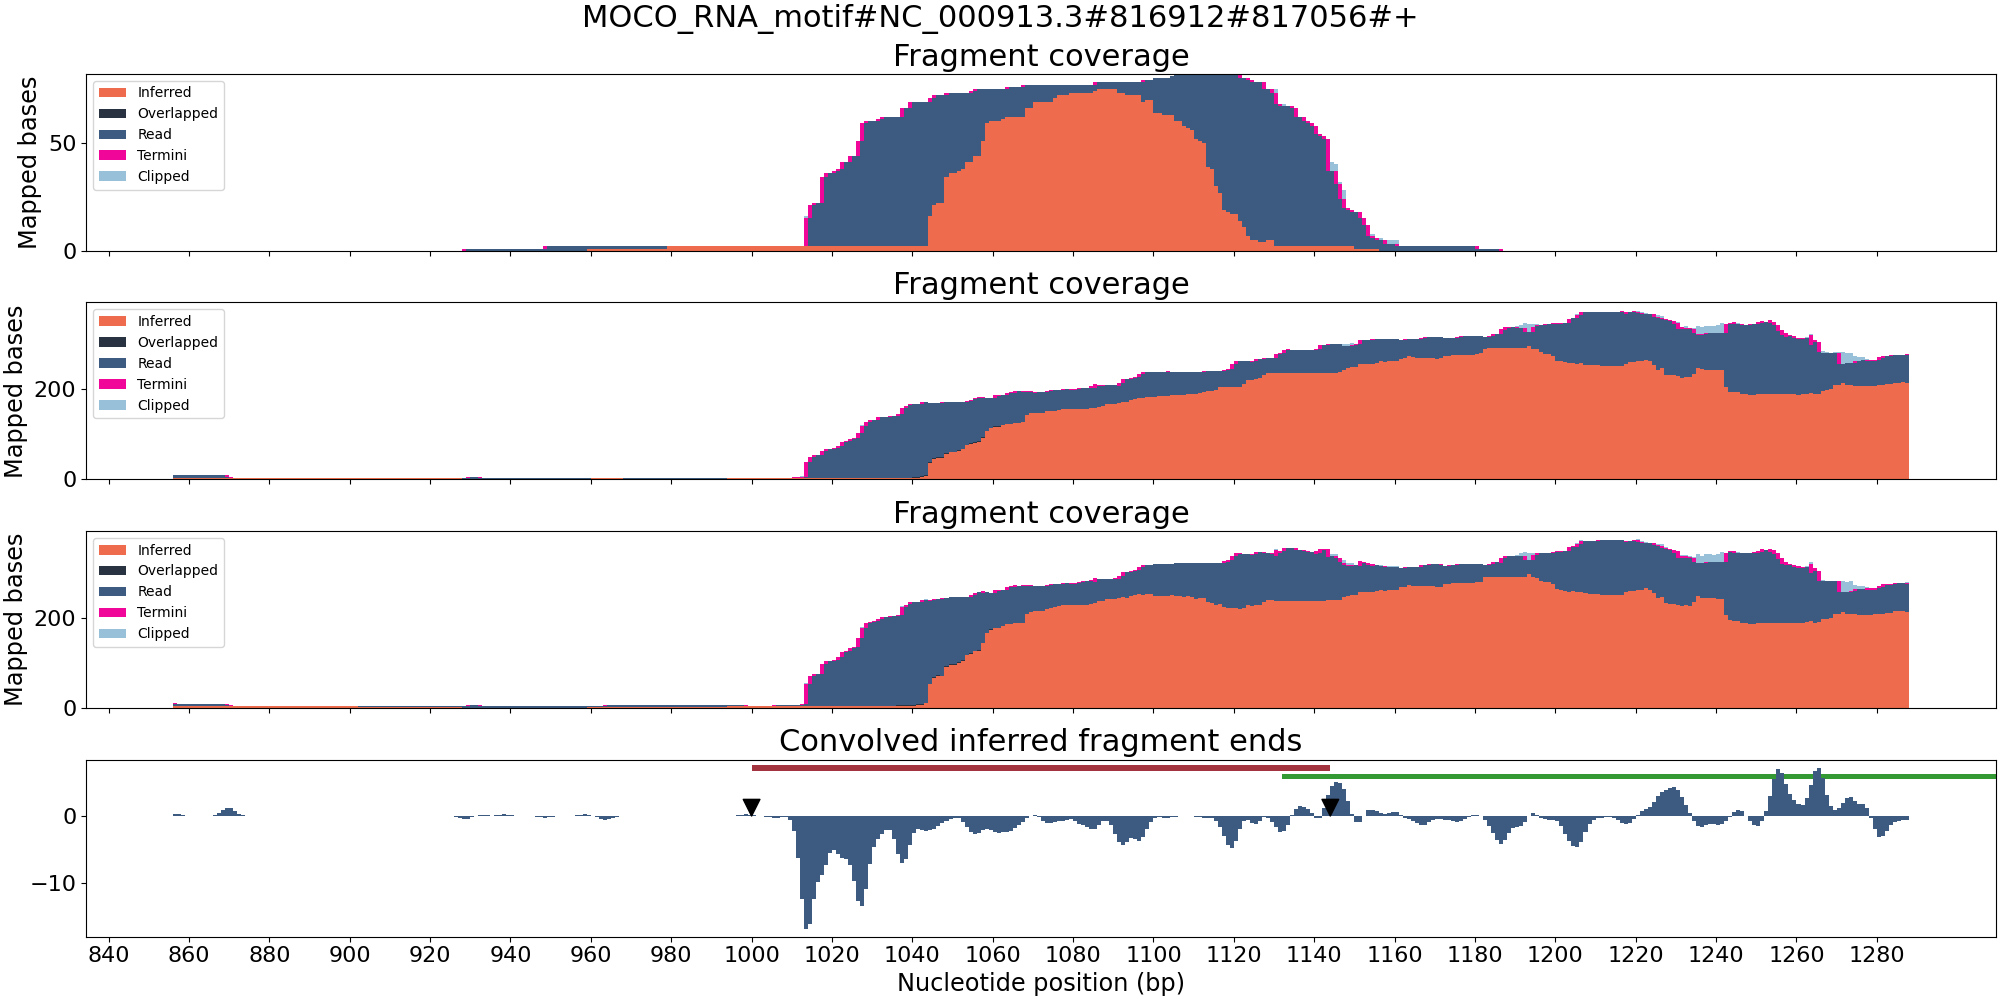 MOCO_RNA_motif#NC_000913.3#816912#817056#+
Fragment coverage
Mapped bases
50
0
Inferred
Overlapped
Read
Termini
Clipped
Fragment coverage
Mapped bases
200
0
Inferred
Overlapped
Read
Termini
Clipped
Fragment coverage
Mapped bases
200
0
Inferred
Overlapped
Read
Termini
Clipped
Convolved inferred fragment ends
0
−10
840 860 880 900 920 940 960 980 1000 1020 1040 1060 1080 1100 1120 1140 1160 1180 1200 1220 1240 1260 1280
Nucleotide position (bp)